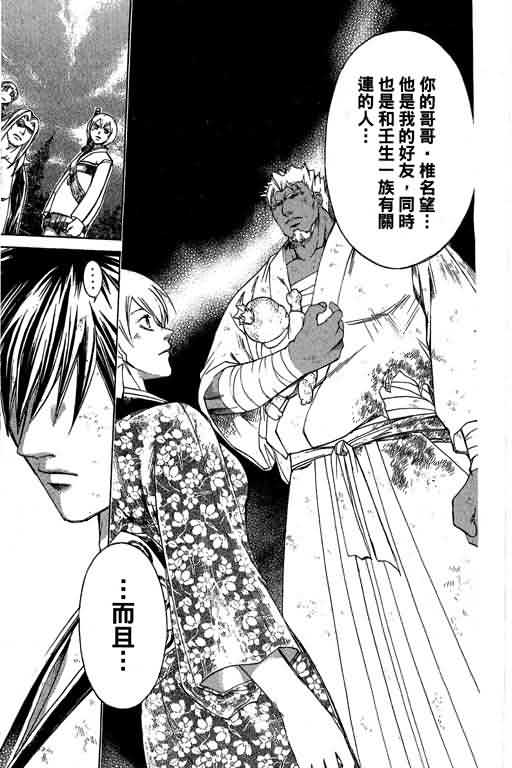 你的哥哥·椎名望…
他是我的好友，同時
也是和壬生一族有關
連的人…
……
…而且…